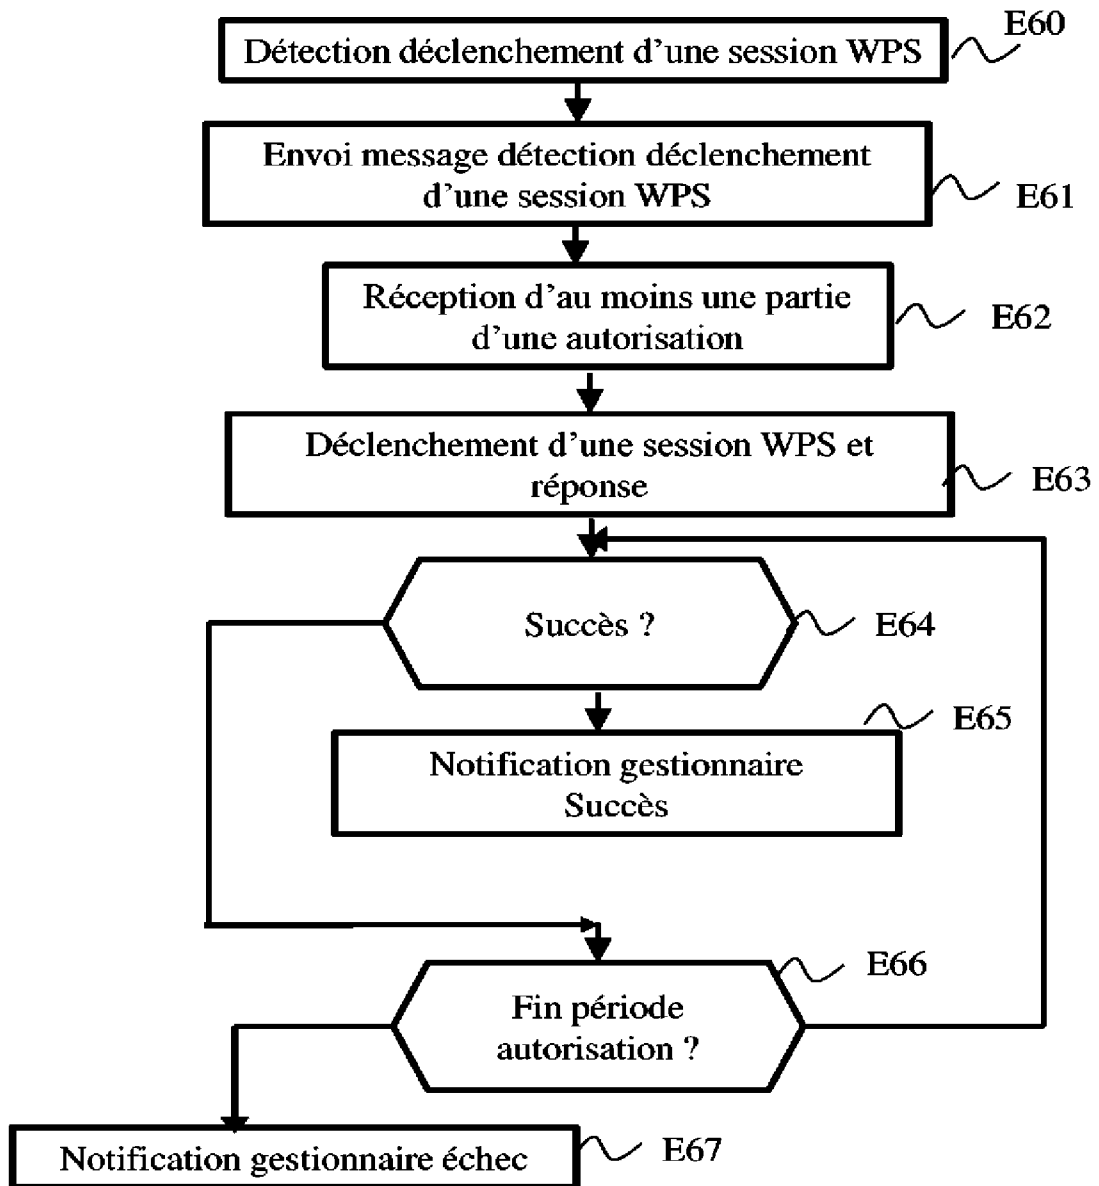 E60
Détection déclenchement d'une session WPS
Envoi message détection déclenchement
d'une session WPS
E61
Réception d'au moins une partie
d'une autorisation
E62
Déclenchement d'une session WPS et
réponse
E63
Succès ?
E64
E65
Notification gestionnaire
Succès
E66
Fin période
autorisation ?
Notification gestionnaire échec
E67